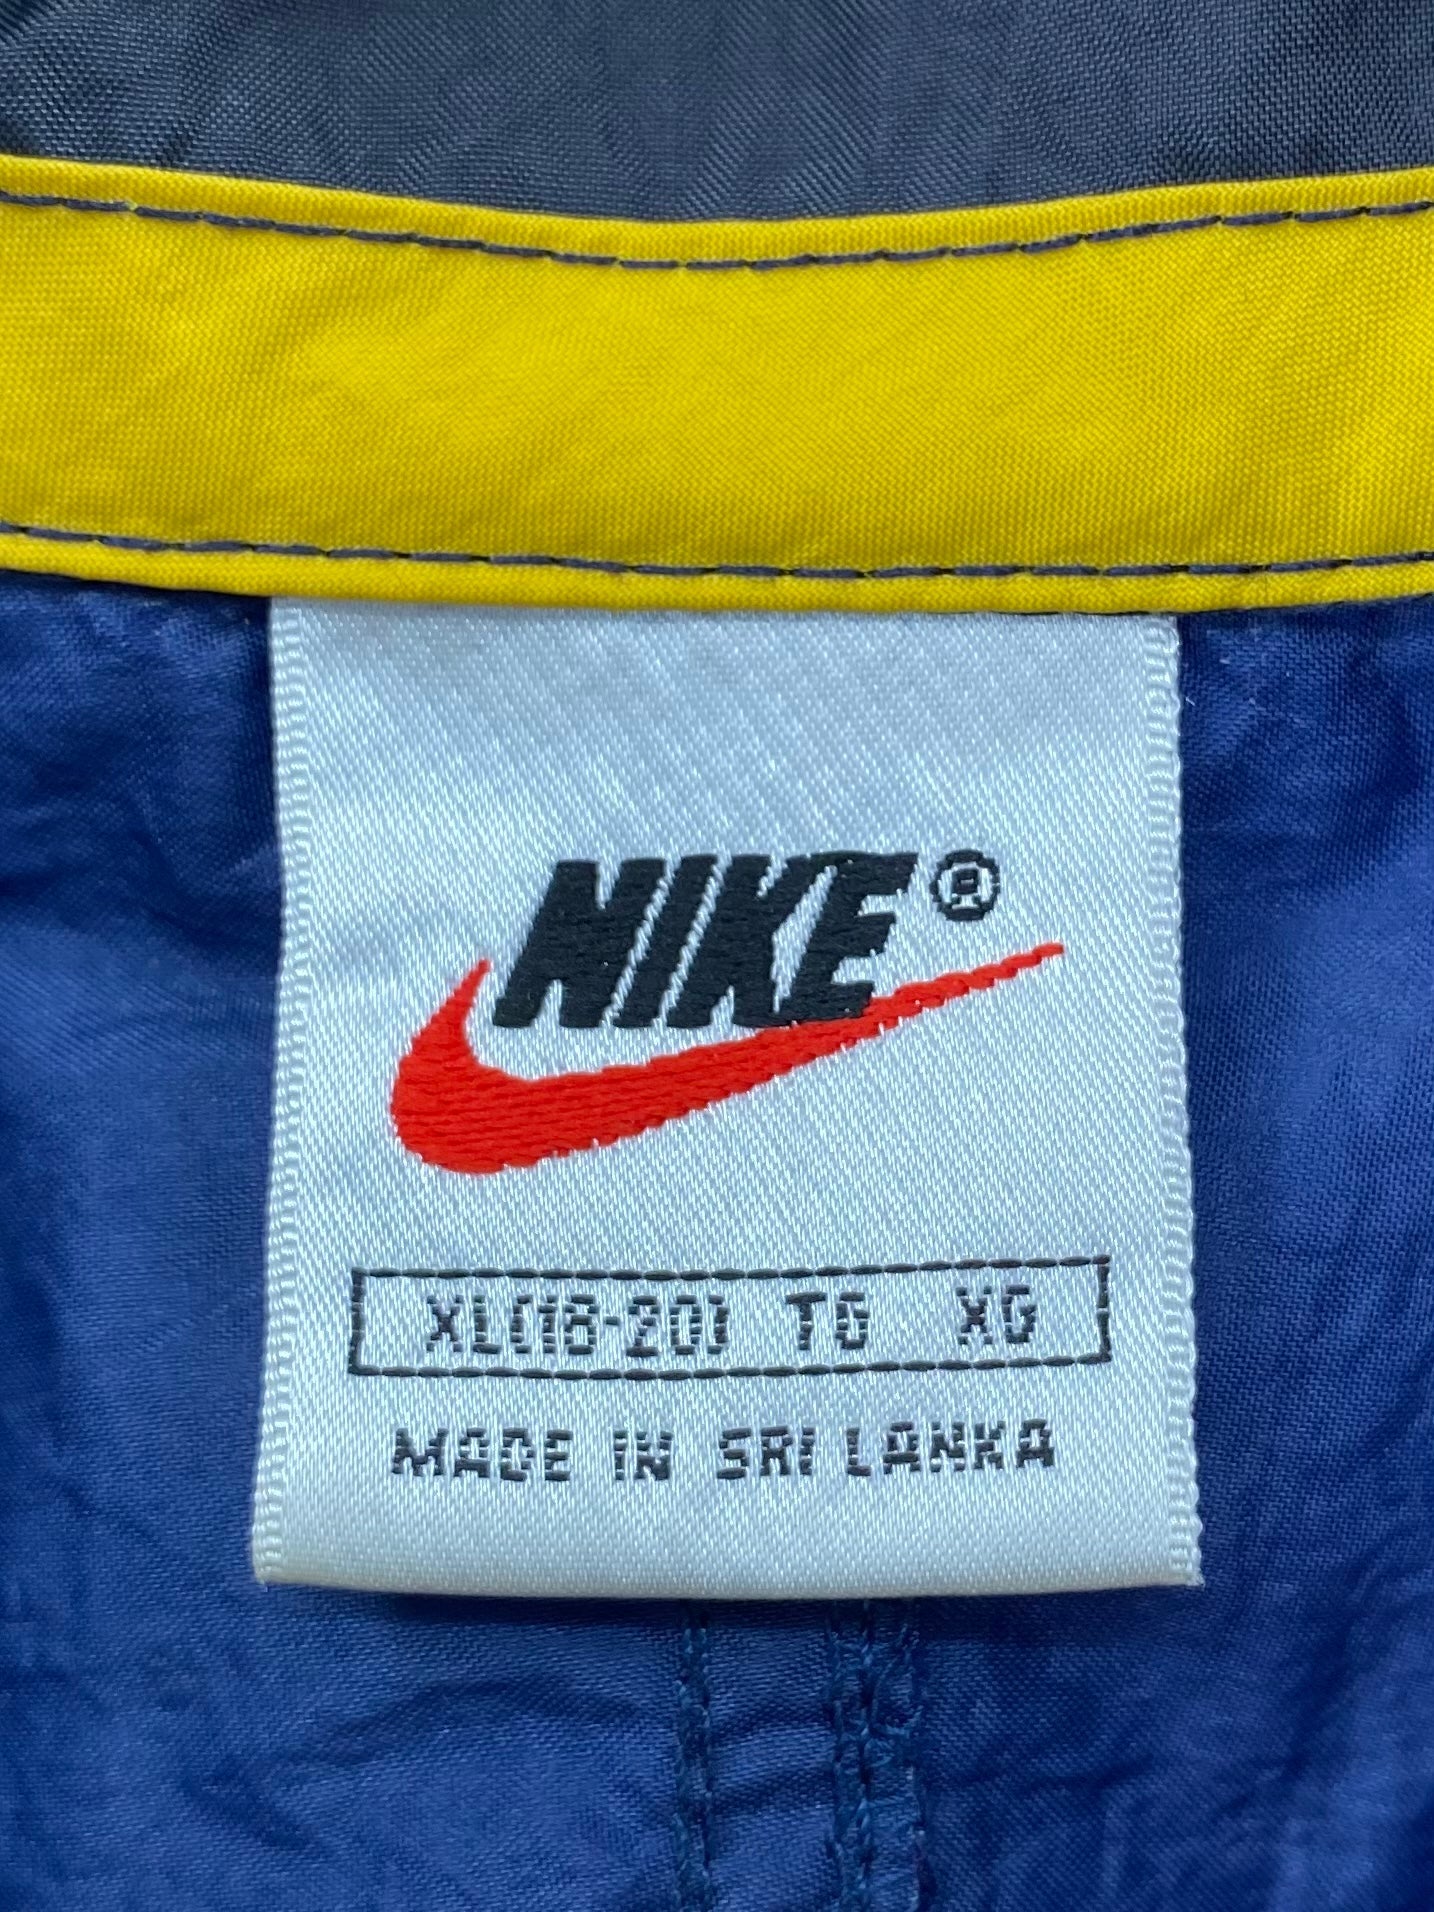 NIKE®
XL(18-20) TG XG
MADE IN SRI LANKA